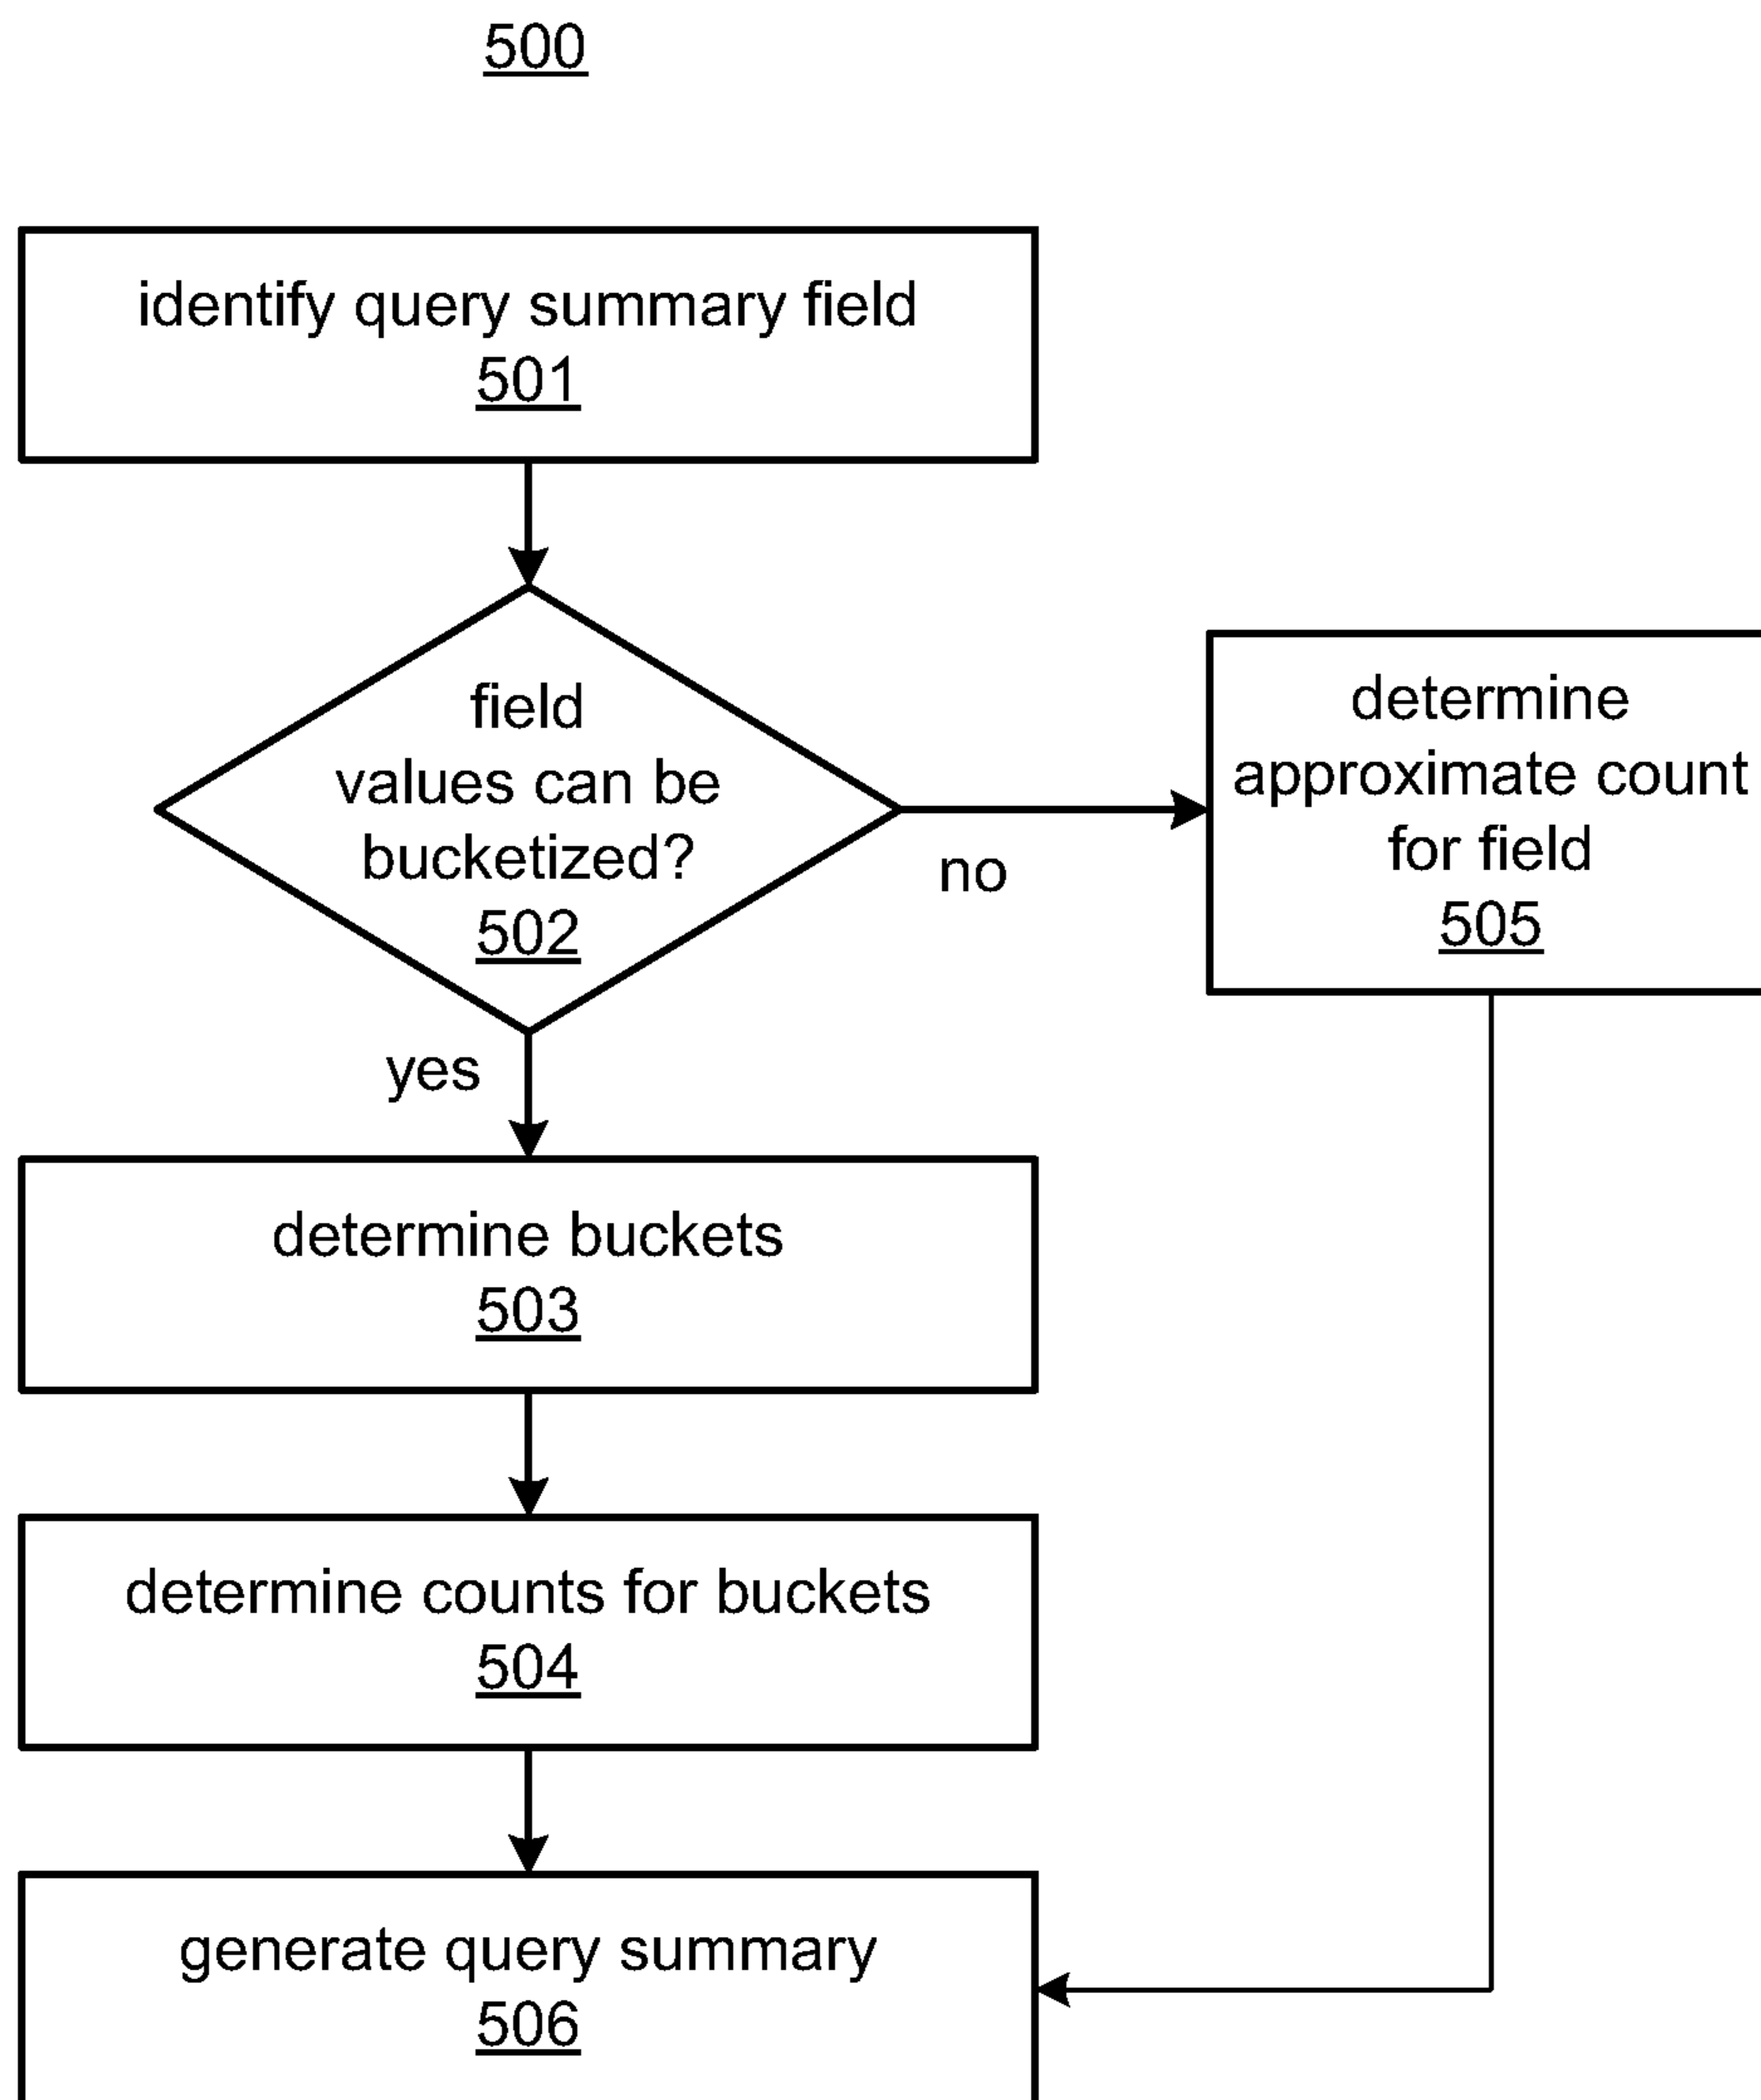 500
identify query summary field
501
field
values can be
bucketized?
502
no
yes
determine
approximate count
for field
505
determine buckets
503
determine counts for buckets
504
generate query summary
506